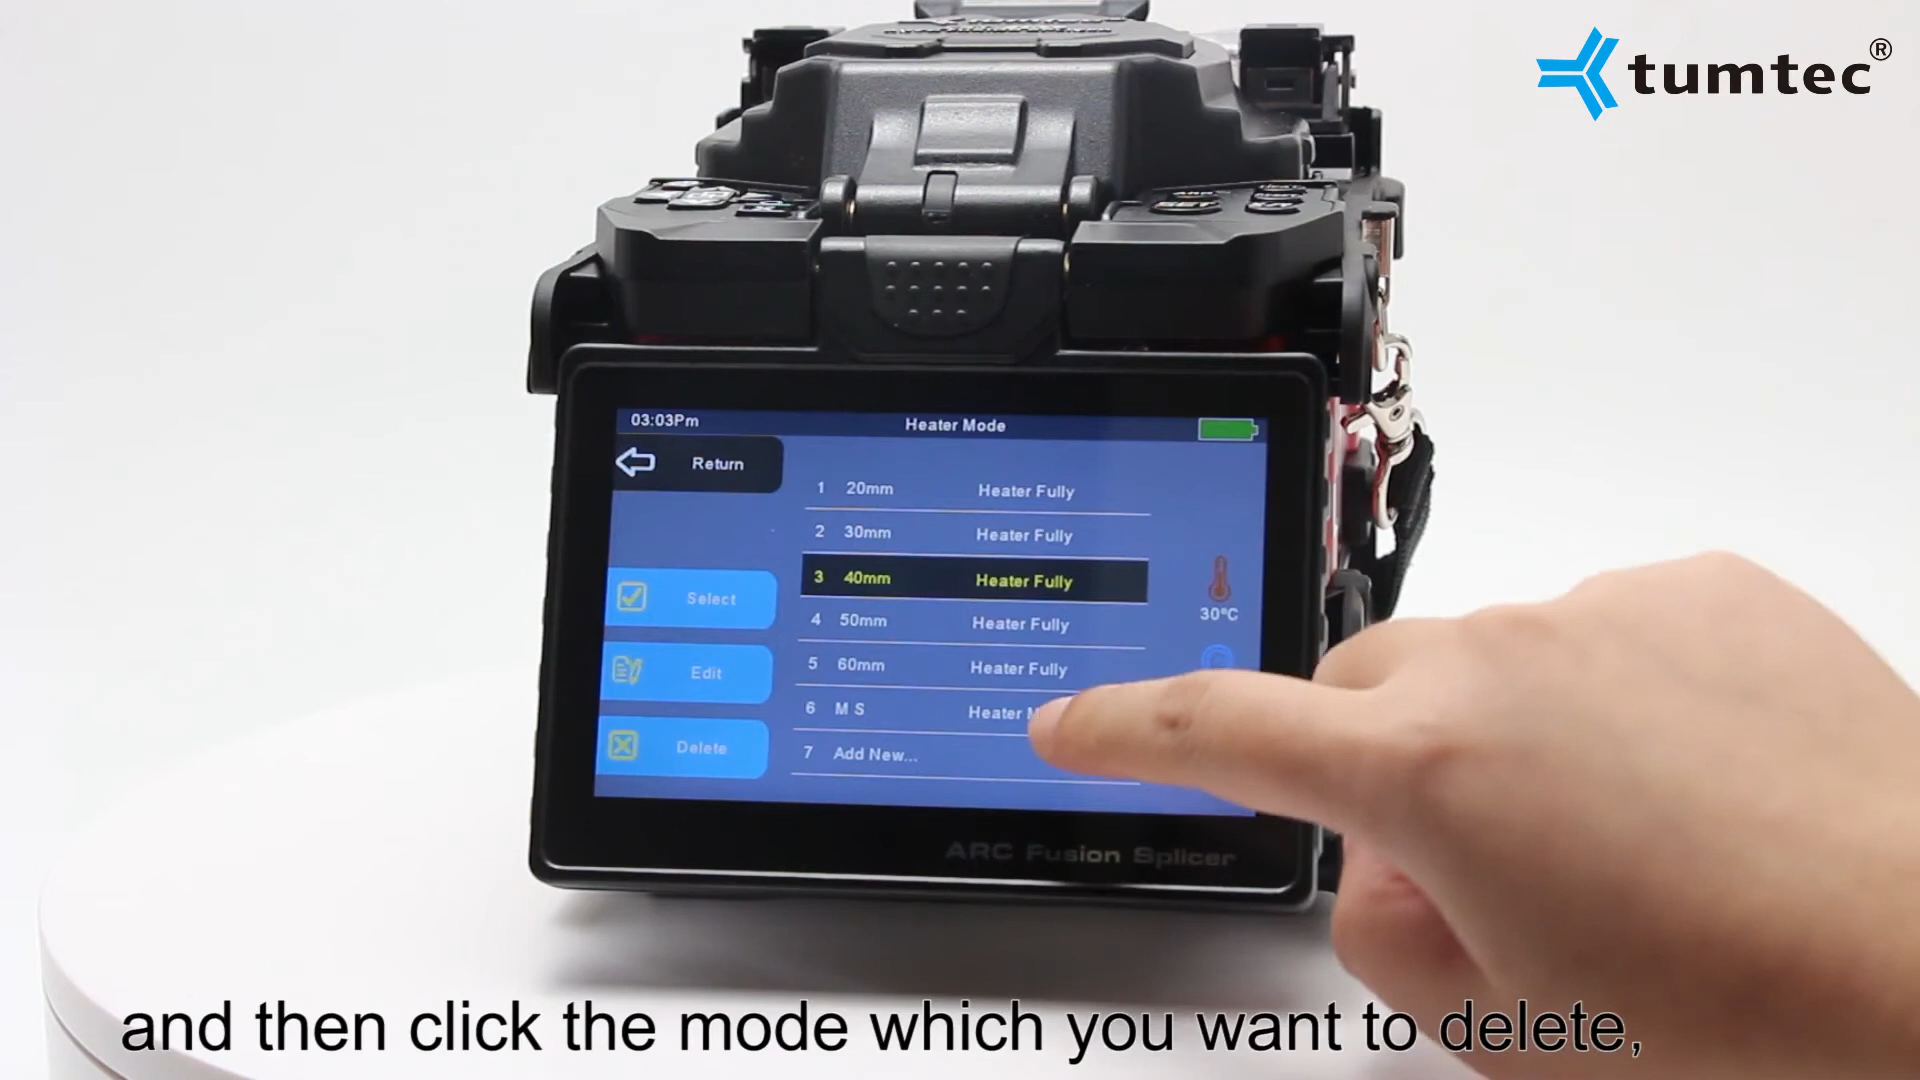 tumtec®
SET
03:03Pm
Heater Mode
Return
1 20mm Heater Fully
2 30mm Heater Fully
3 40mm Heater Fully
30°C
Select
4 50mm Heater Fully
Edit
5 60mm Heater Fully
6 M S Heater
Delete
7 Add New...
ARC Fusion Splicer
and then click the mode which you want to delete,